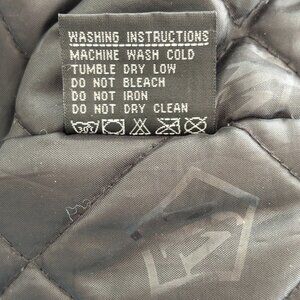 WASHING INSTRUCTIONS
MACHINE WASH COLD
TUMBLE DRY LOW
DO NOT BLEACH
DO NOT IRON
DO NOT DRY CLEAN